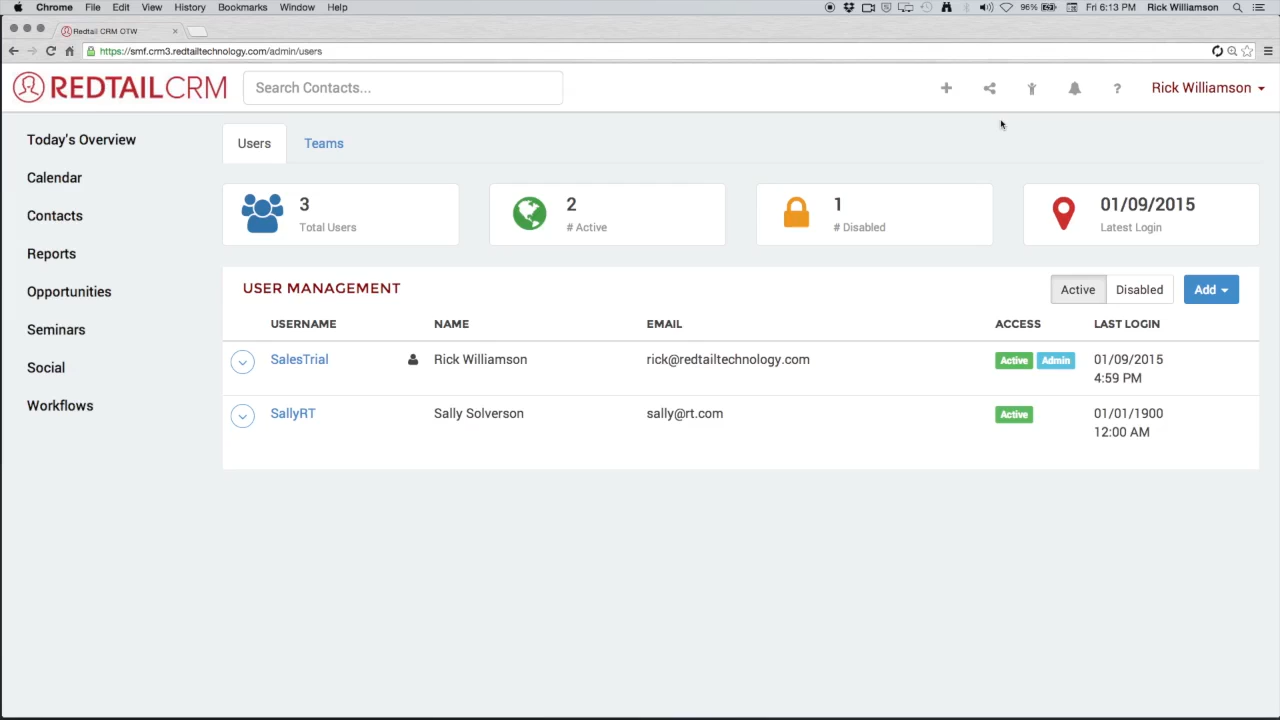 Chrome File Edit View History Bookmarks Window Help 96% Fri 6:13 PM Rick Williamson
Redtail CRM OTW
https://smf.crm3.redtailtechnology.com/admin/users
REDTAILCRM Search Contacts... ? Rick Williamson
Today's Overview
Calendar
Contacts
Reports
Opportunities
Seminars
Social
Workflows
Users Teams
3
Total Users
2
# Active
1
# Disabled
01/09/2015
Latest Login
USER MANAGEMENT Active Disabled Add
USERNAME NAME EMAIL ACCESS LAST LOGIN
SalesTrial Rick Williamson rick@redtailtechnology.com Active Admin 01/09/2015
4:59 PM
SallyRT Sally Solverson sally@rt.com Active 01/01/1900
12:00 AM